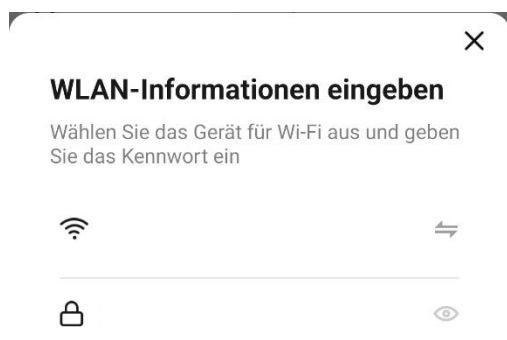 WLAN-Informationen eingeben
Wählen Sie das Gerät für Wi-Fi aus und geben
Sie das Kennwort ein